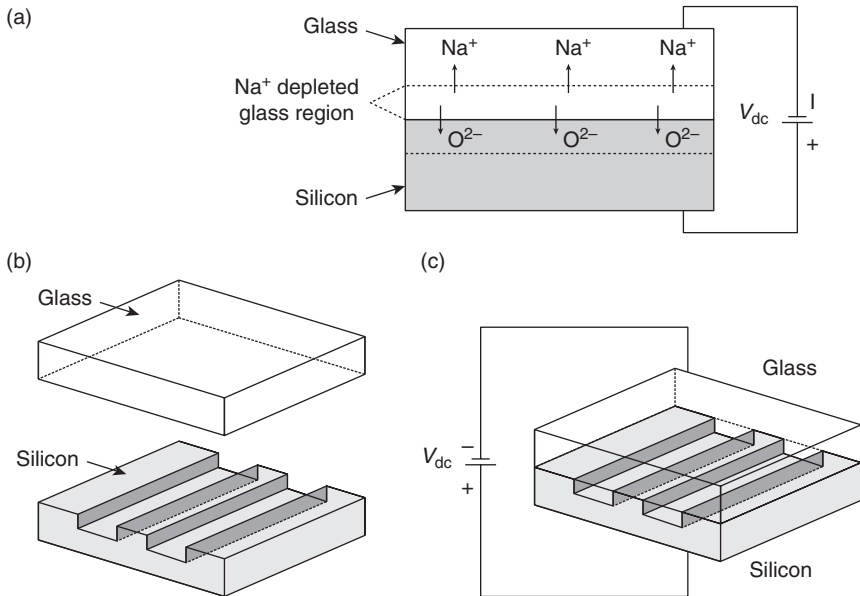 (a)
Glass
Na⁺ Na⁺ Na⁺
Na⁺ depleted
glass region
V_dc
I
+
O²⁻ O²⁻ O²⁻
Silicon
(b)
Glass
Silicon
(c)
Glass
V_dc
−
+
Silicon